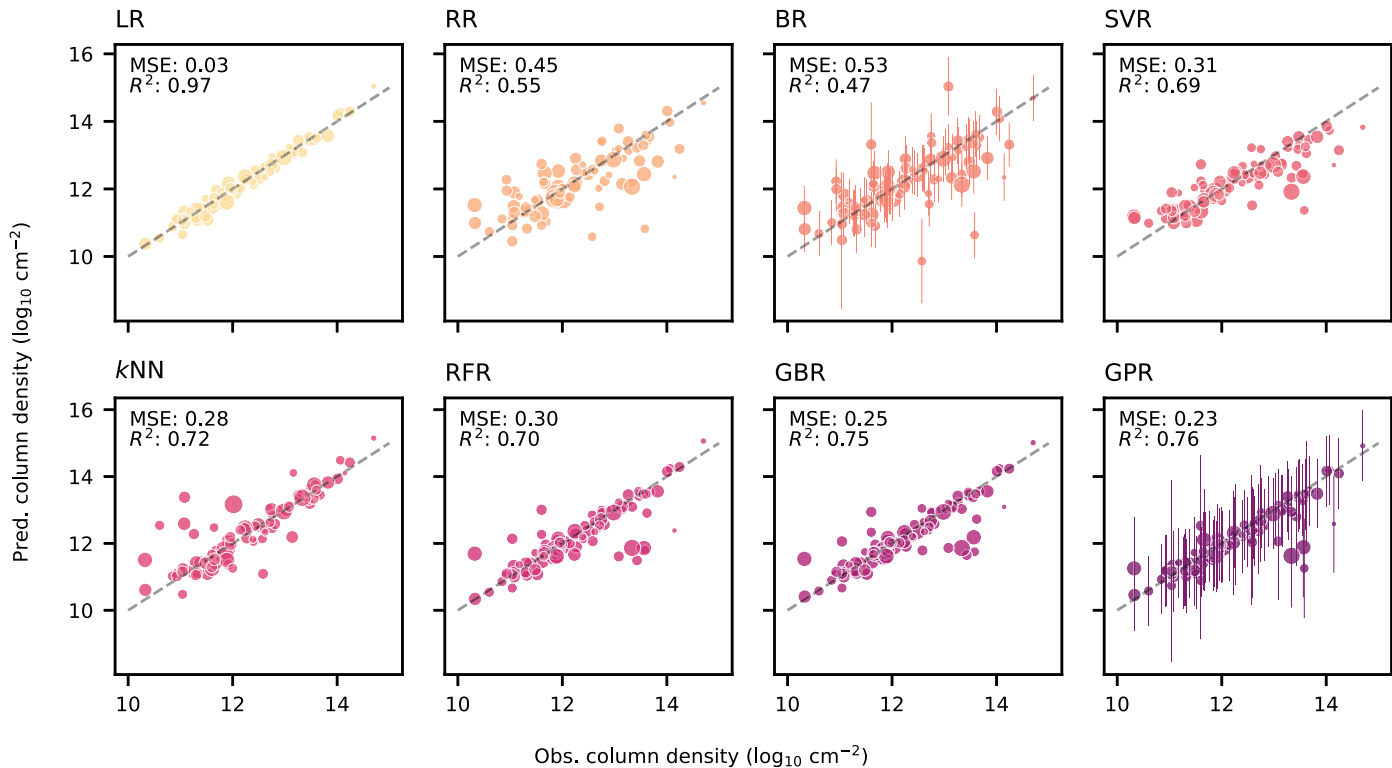 LR
RR
BR
SVR
MSE: 0.03
R²: 0.97
MSE: 0.45
R²: 0.55
MSE: 0.53
R²: 0.47
MSE: 0.31
R²: 0.69
16
14
12
10
10 12 14
10 12 14
10 12 14
10 12 14
kNN
RFR
GBR
GPR
MSE: 0.28
R²: 0.72
MSE: 0.30
R²: 0.70
MSE: 0.25
R²: 0.75
MSE: 0.23
R²: 0.76
16
14
12
10
Pred. column density (log₁₀ cm⁻²)
Obs. column density (log₁₀ cm⁻²)